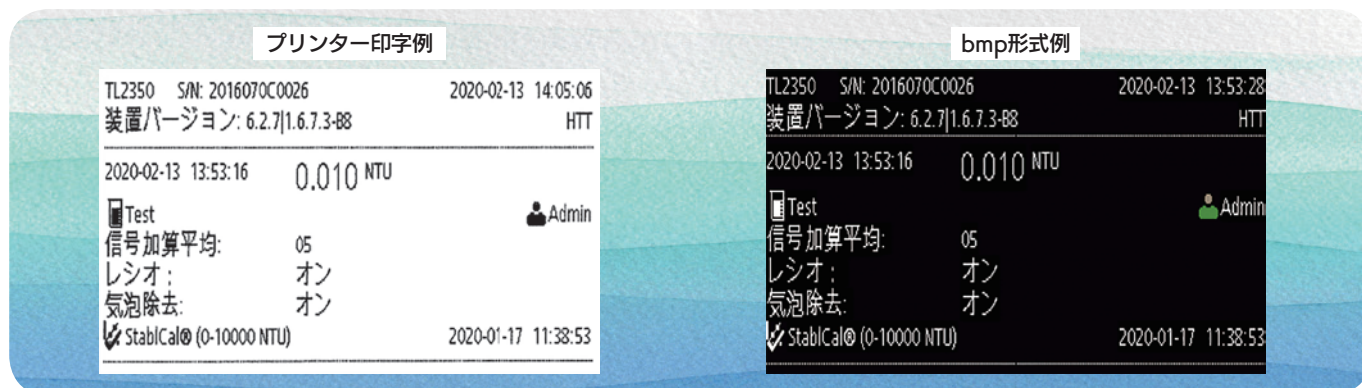 プリンター印字例
TL2350 S/N: 2016070C0026 2020-02-13 14:05:06
装置バージョン: 6.2.7|1.6.7.3-B8 HTT
2020-02-13 13:53:16 0.010 NTU
Test Admin
信号加算平均: 05
レシオ: オン
気泡除去: オン
StablCal® (0-10000 NTU) 2020-01-17 11:38:53
bmp形式例
TL2350 S/N: 2016070C0026 2020-02-13 13:53:28
装置バージョン: 6.2.7|1.6.7.3-B8 HTT
2020-02-13 13:53:16 0.010 NTU
Test Admin
信号加算平均: 05
レシオ: オン
気泡除去: オン
StablCal® (0-10000 NTU) 2020-01-17 11:38:53